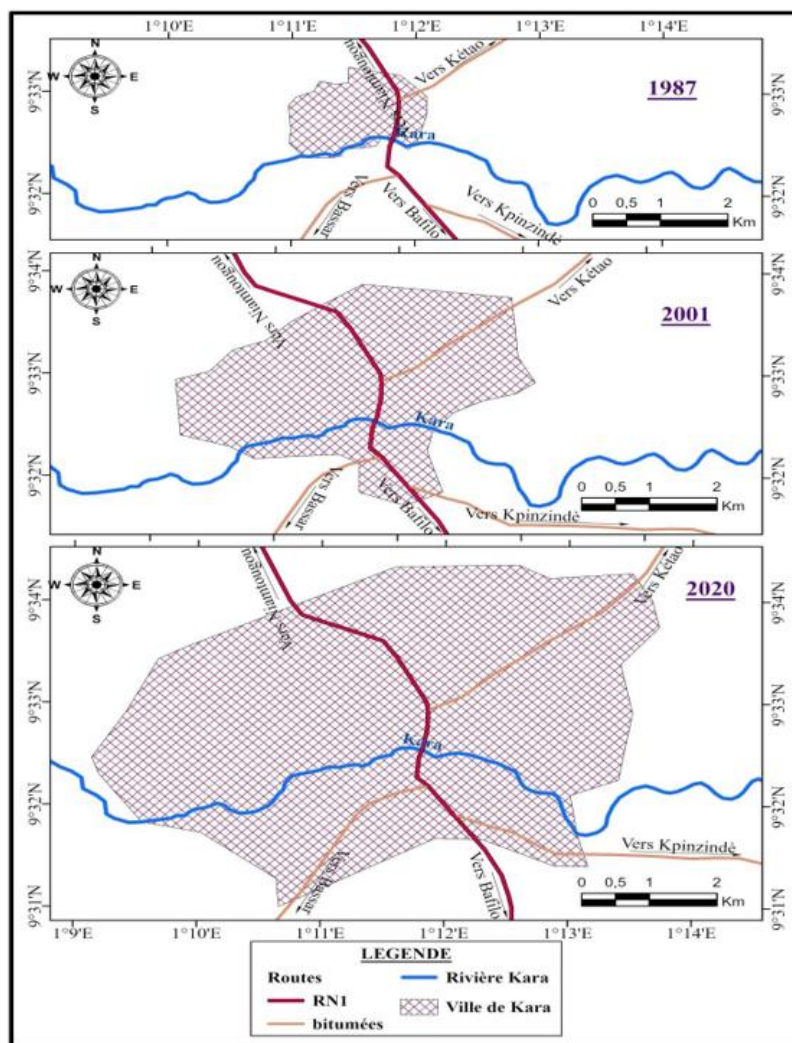 1°10'E 1°11'E 1°12'E 1°13'E 1°14'E
N
W E
S
9°33'N
9°32'N
9°33'N
9°32'N
Vers Niamtougou
Vers Kétao
1987
Kara
Vers Bassar
Vers Bafilo
Vers Kpinzindè
0 0,5 1 2
Km
N
W E
S
9°34'N
9°33'N
9°32'N
9°34'N
9°33'N
9°32'N
Vers Niamtougou
Vers Kétao
2001
Kara
Vers Bassar
Vers Bafilo
Vers Kpinzindè
0 0,5 1 2
Km
N
W E
S
9°34'N
9°33'N
9°32'N
9°31'N
9°34'N
9°33'N
9°32'N
9°31'N
Vers Niamtougou
Vers Kétao
2020
Kara
Vers Bassar
Vers Bafilo
Vers Kpinzindè
0 0,5 1 2
Km
1°9'E 1°10'E 1°11'E 1°12'E 1°13'E 1°14'E
LEGENDE
Routes
RN1
bitumées
Rivière Kara
Ville de Kara